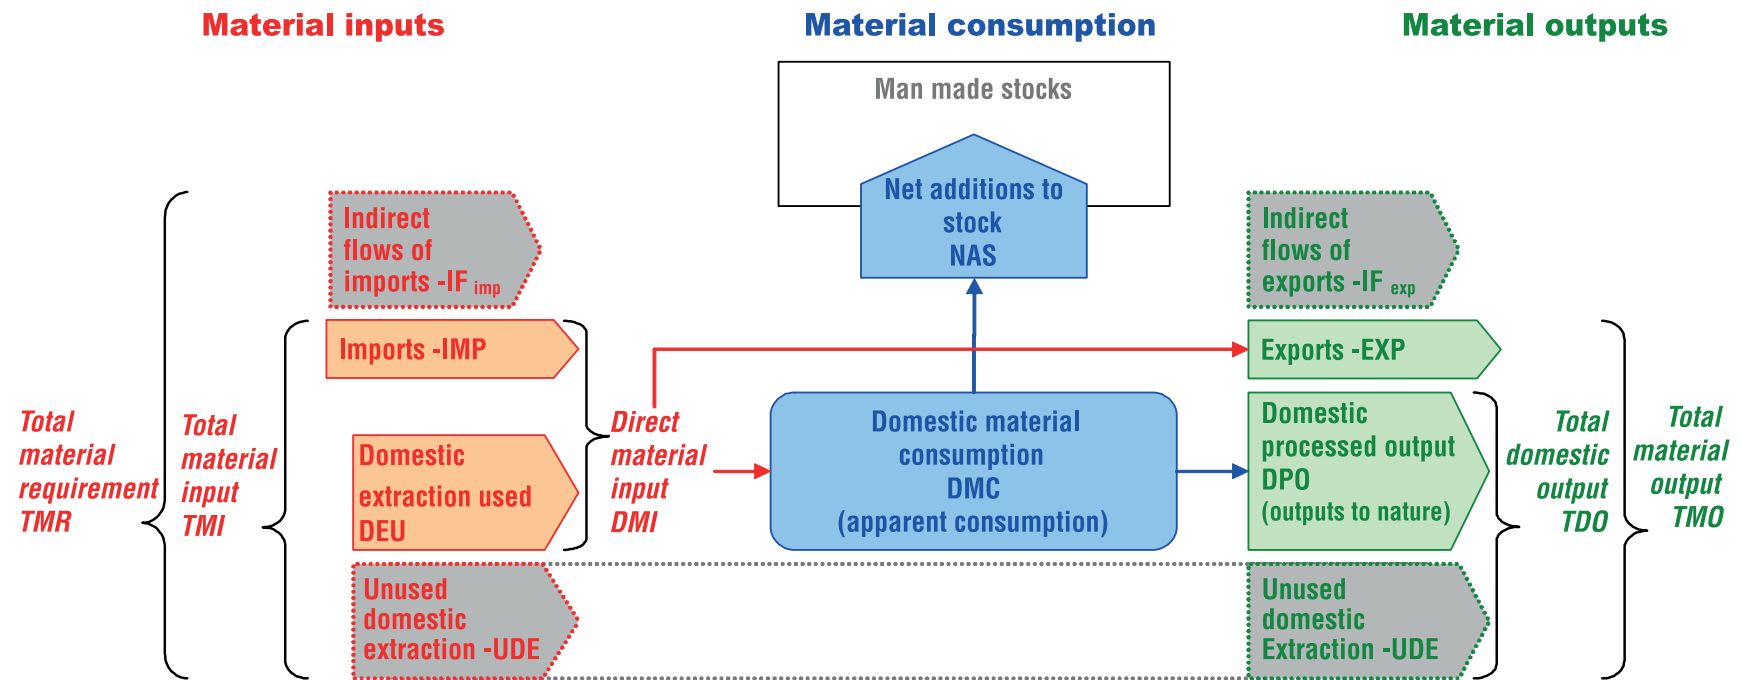 Material inputs
Material consumption
Material outputs
Man made stocks
Net additions to
stock
NAS
Indirect
flows of
imports -IF imp
Indirect
flows of
exports -IF exp
Imports -IMP
Exports -EXP
Total
material
requirement
TMR
Total
material
input
TMI
Domestic
extraction used
DEU
Direct
material
input
DMI
Domestic material
consumption
DMC
(apparent consumption)
Domestic
processed output
DPO
(outputs to nature)
Total
domestic
output
TDO
Total
material
output
TMO
Unused
domestic
extraction -UDE
Unused
domestic
Extraction -UDE